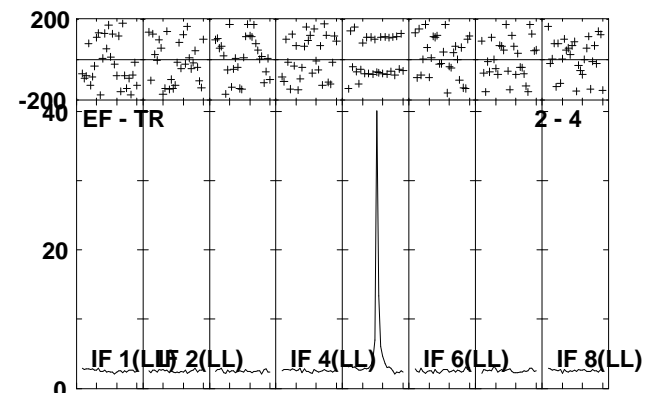 200
-200
40
EF - TR
2 - 4
20
IF 1(LL)
IF 2(LL)
IF 4(LL)
IF 6(LL)
IF 8(LL)
0